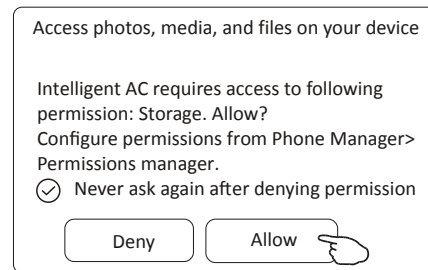 Access photos, media, and files on your device
Intelligent AC requires access to following
permission: Storage. Allow?
Configure permissions from Phone Manager>
Permissions manager.
Never ask again after denying permission
Deny
Allow